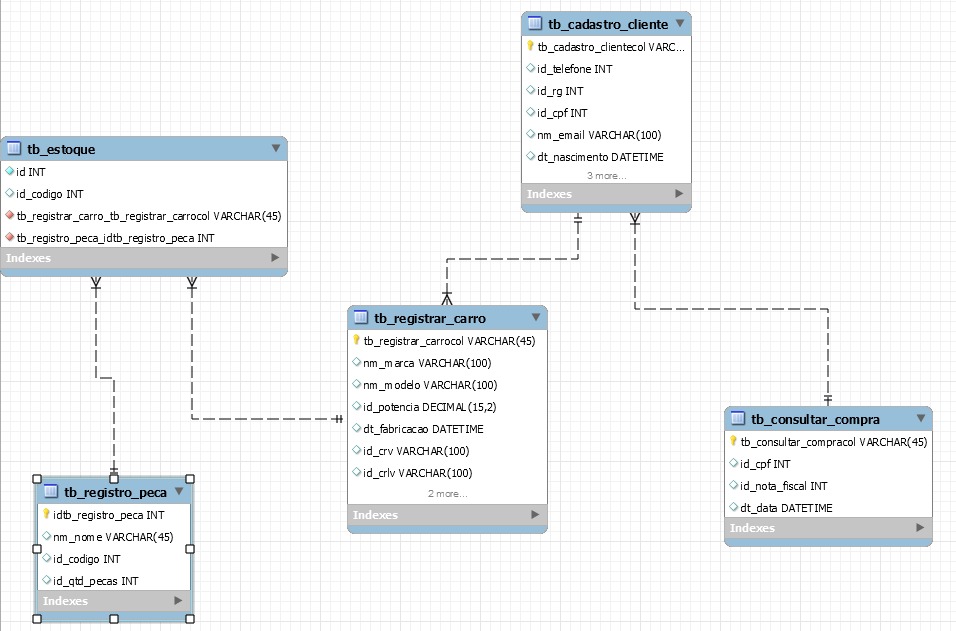 tb_cadastro_cliente
tb_cadastro_clientecol VARC...
id_telefone INT
id_rg INT
id_cpf INT
nm_email VARCHAR(100)
dt_nascimento DATETIME
3 more...
Indexes
tb_estoque
id INT
id_codigo INT
tb_registrar_carro_tb_registrar_carrocol VARCHAR(45)
tb_registro_peca_idtb_registro_peca INT
Indexes
tb_registrar_carro
tb_registrar_carrocol VARCHAR(45)
nm_marca VARCHAR(100)
nm_modelo VARCHAR(100)
id_potencia DECIMAL(15,2)
dt_fabricacao DATETIME
id_crv VARCHAR(100)
id_crlv VARCHAR(100)
2 more...
Indexes
tb_consultar_compra
tb_consultar_compracol VARCHAR(45)
id_cpf INT
id_nota_fiscal INT
dt_data DATETIME
Indexes
tb_registro_peca
idtb_registro_peca INT
nm_nome VARCHAR(45)
id_codigo INT
id_qtd_pecas INT
Indexes